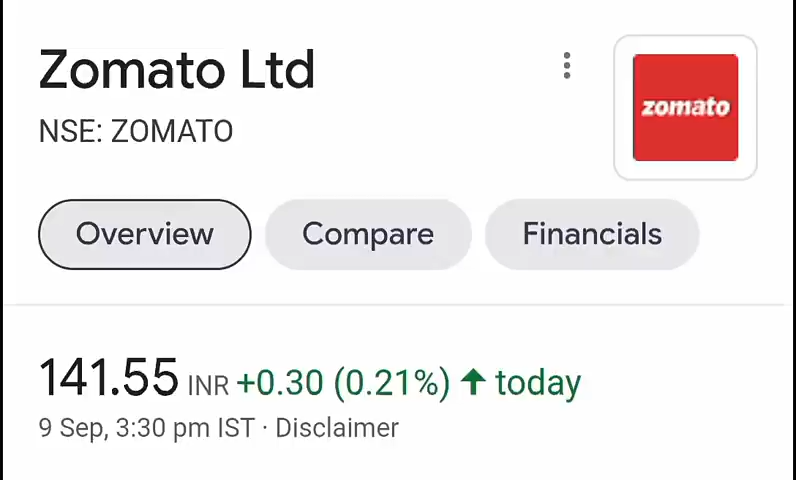 Zomato Ltd
NSE: ZOMATO
zomato
Overview Compare Financials
141.55 INR +0.30 (0.21%) ↑ today
9 Sep, 3:30 pm IST · Disclaimer